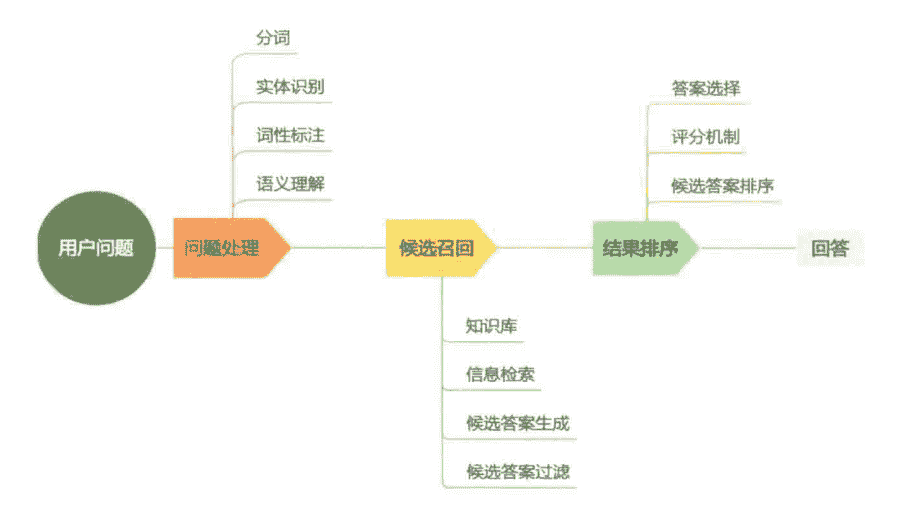 分词
实体识别
词性标注
语义理解
用户问题
问题处理
候选召回
知识库
信息检索
候选答案生成
候选答案过滤
答案选择
评分机制
候选答案排序
结果排序
回答